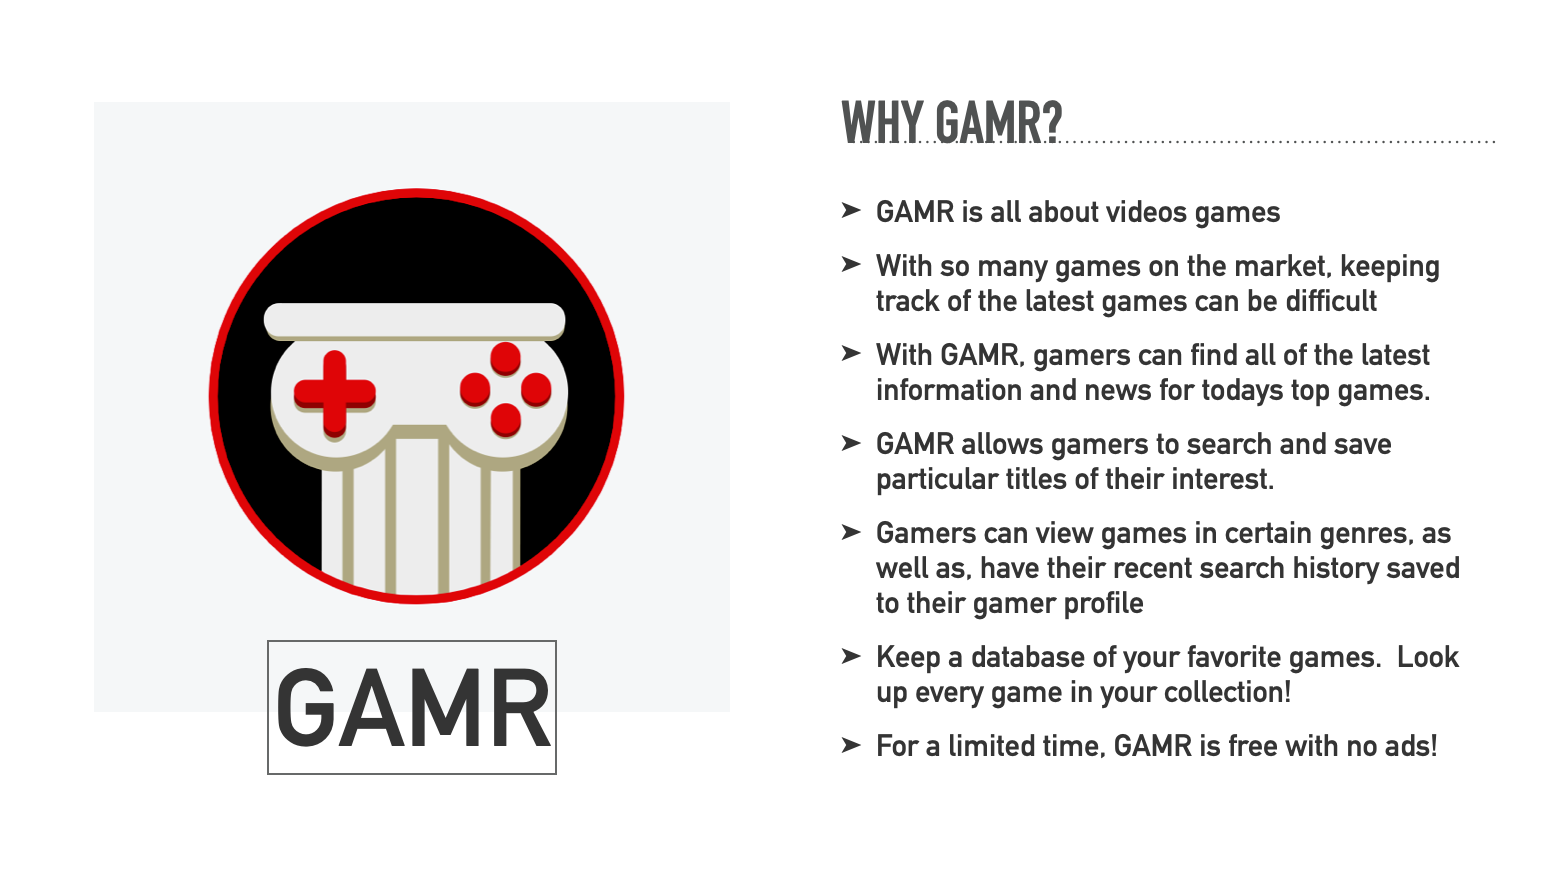 WHY GAMR?
➤ GAMR is all about videos games
➤ With so many games on the market, keeping
track of the latest games can be difficult
➤ With GAMR, gamers can find all of the latest
information and news for todays top games.
➤ GAMR allows gamers to search and save
particular titles of their interest.
➤ Gamers can view games in certain genres, as
well as, have their recent search history saved
to their gamer profile
➤ Keep a database of your favorite games.  Look
up every game in your collection!
➤ For a limited time, GAMR is free with no ads!
GAMR